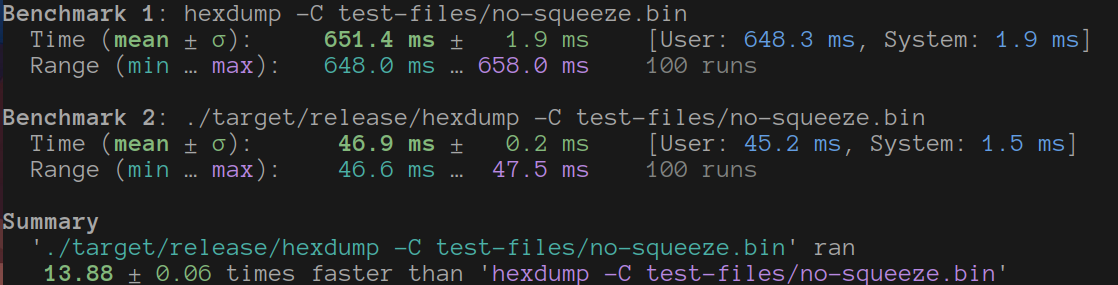 Benchmark 1: hexdump -C test-files/no-squeeze.bin
  Time (mean ± σ):     651.4 ms ±   1.9 ms    [User: 648.3 ms, System: 1.9 ms]
  Range (min … max):   648.0 ms … 658.0 ms    100 runs

Benchmark 2: ./target/release/hexdump -C test-files/no-squeeze.bin
  Time (mean ± σ):      46.9 ms ±   0.2 ms    [User: 45.2 ms, System: 1.5 ms]
  Range (min … max):    46.6 ms …  47.5 ms    100 runs

Summary
  './target/release/hexdump -C test-files/no-squeeze.bin' ran
   13.88 ± 0.06 times faster than 'hexdump -C test-files/no-squeeze.bin'